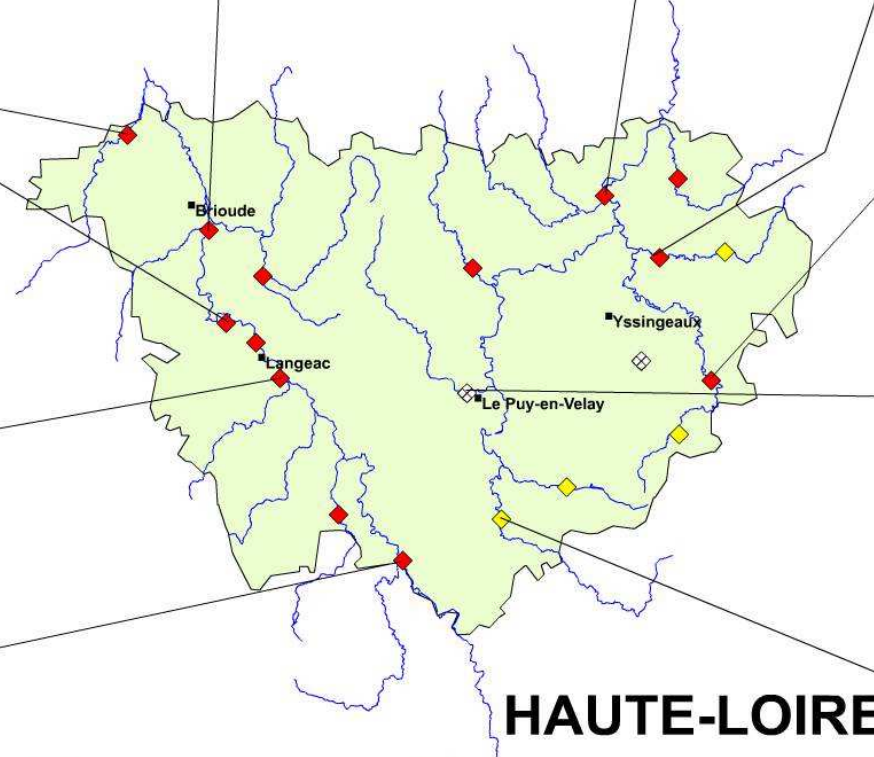 Brioude
Yssingeaux
Langeac
Le Puy-en-Velay
HAUTE-LOIRE